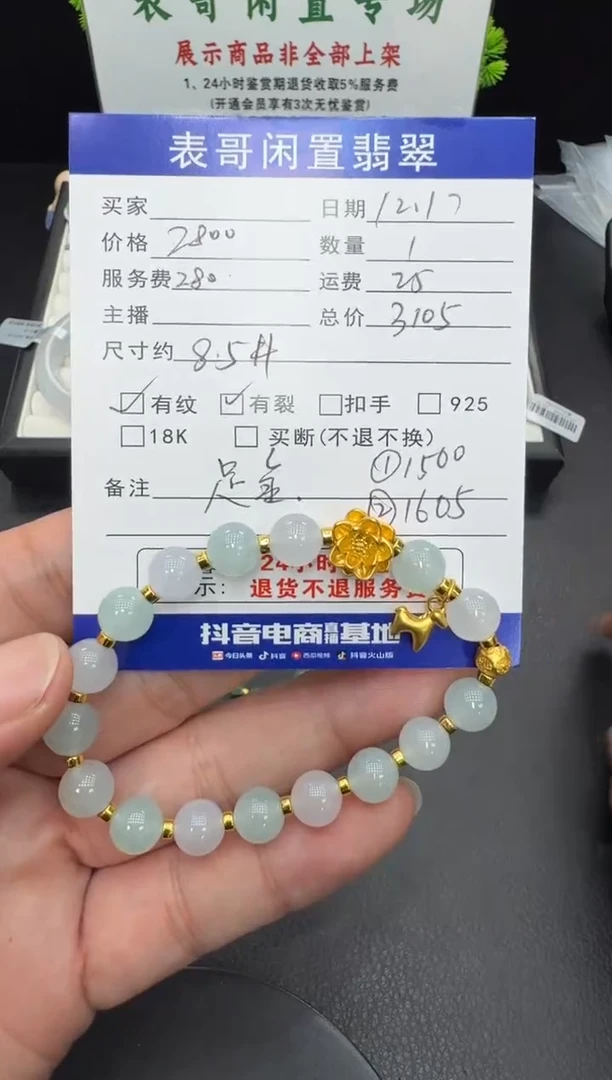 表哥闲置专场
展示商品非全部上架
1、24小时鉴赏期退货收取5%服务费
(开通会员享有3次无忧鉴赏)
表哥闲置翡翠
买家 日期 12.17
价格 2800 数量 1
服务费 280. 运费 25
主播 总价 3105
尺寸约 8.5#
有纹 有裂 扣手 925
18K 买断(不退不换)
备注 足金. ①1500
②1605
24小时
示: 退货不退服务费
抖音电商直播基地
今日头条 抖音 西瓜视频 抖音火山版